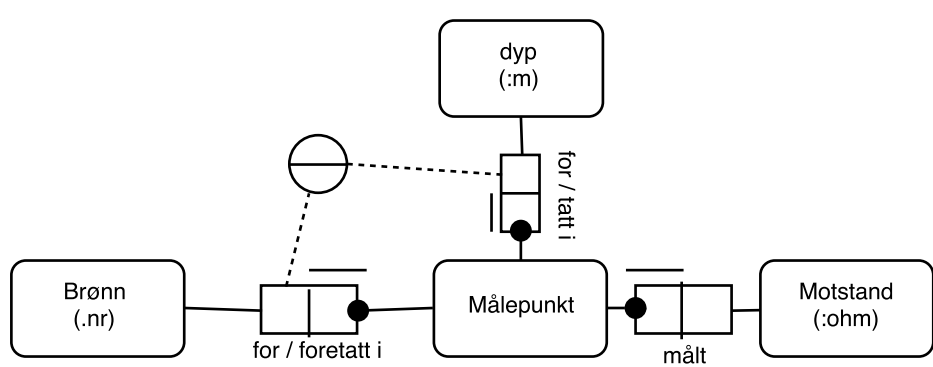 dyp
(:m)
for / tatt i
Brønn
(.nr)
Målepunkt
Motstand
(:ohm)
for / foretatt i
målt